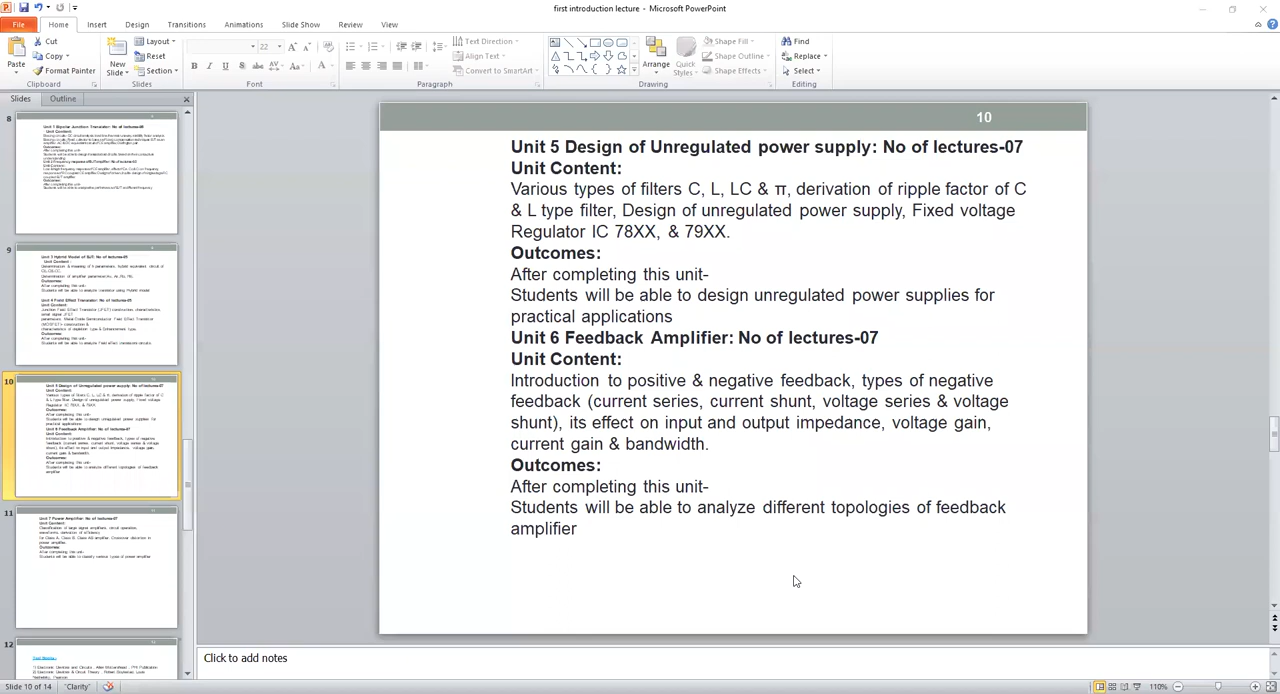 first introduction lecture - Microsoft PowerPoint
File Home Insert Design Transitions Animations Slide Show Review View
Paste
Cut
Copy
Format Painter
Clipboard
New
Slide
Layout
Reset
Section
Slides
22
Font
Paragraph
Text Direction
Align Text
Convert to SmartArt
Arrange
Quick
Styles
Shape Fill
Shape Outline
Shape Effects
Drawing
Find
Replace
Select
Editing
Slides Outline
8
9
10
11
12
10
Unit 5 Design of Unregulated power supply: No of lectures-07
Unit Content:
Various types of filters C, L, LC & π, derivation of ripple factor of C
& L type filter, Design of unregulated power supply, Fixed voltage
Regulator IC 78XX, & 79XX.
Outcomes:
After completing this unit-
Students will be able to design unregulated power supplies for
practical applications
Unit 6 Feedback Amplifier: No of lectures-07
Unit Content:
Introduction to positive & negative feedback, types of negative
feedback (current series, current shunt, voltage series & voltage
shunt), its effect on input and output impedance, voltage gain,
current gain & bandwidth.
Outcomes:
After completing this unit-
Students will be able to analyze different topologies of feedback
amplifier
Click to add notes
Slide 10 of 14 "Clarity" 110%